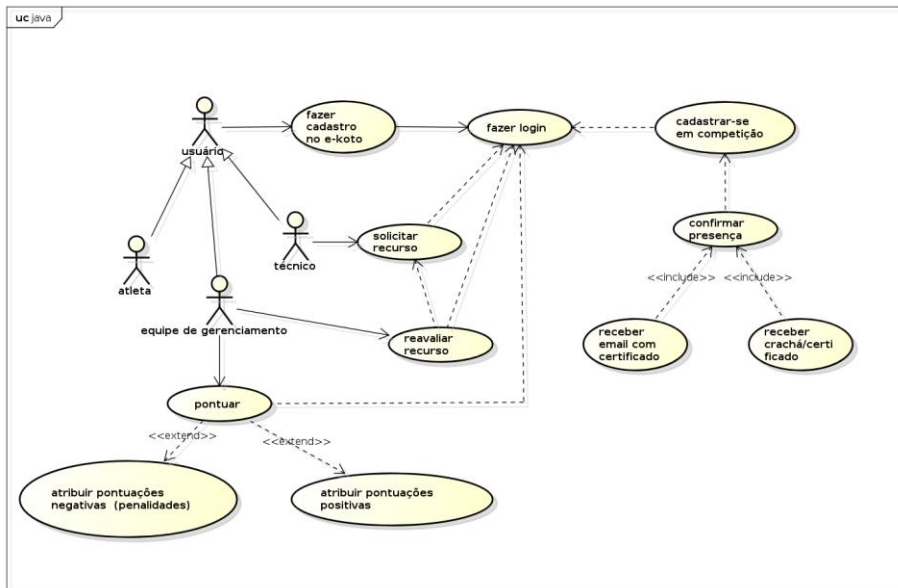 uc java
fazer
cadastro
no e-koto
fazer login
cadastrar-se
em competição
usuário
solicitar
recurso
confirmar
presença
técnico
atleta
<<include>>
<<include>>
equipe de gerenciamento
reavaliar
recurso
receber
email com
certificado
receber
crachá/certi
ficado
pontuar
<<extend>>
<<extend>>
atribuir pontuações
negativas (penalidades)
atribuir pontuações
positivas